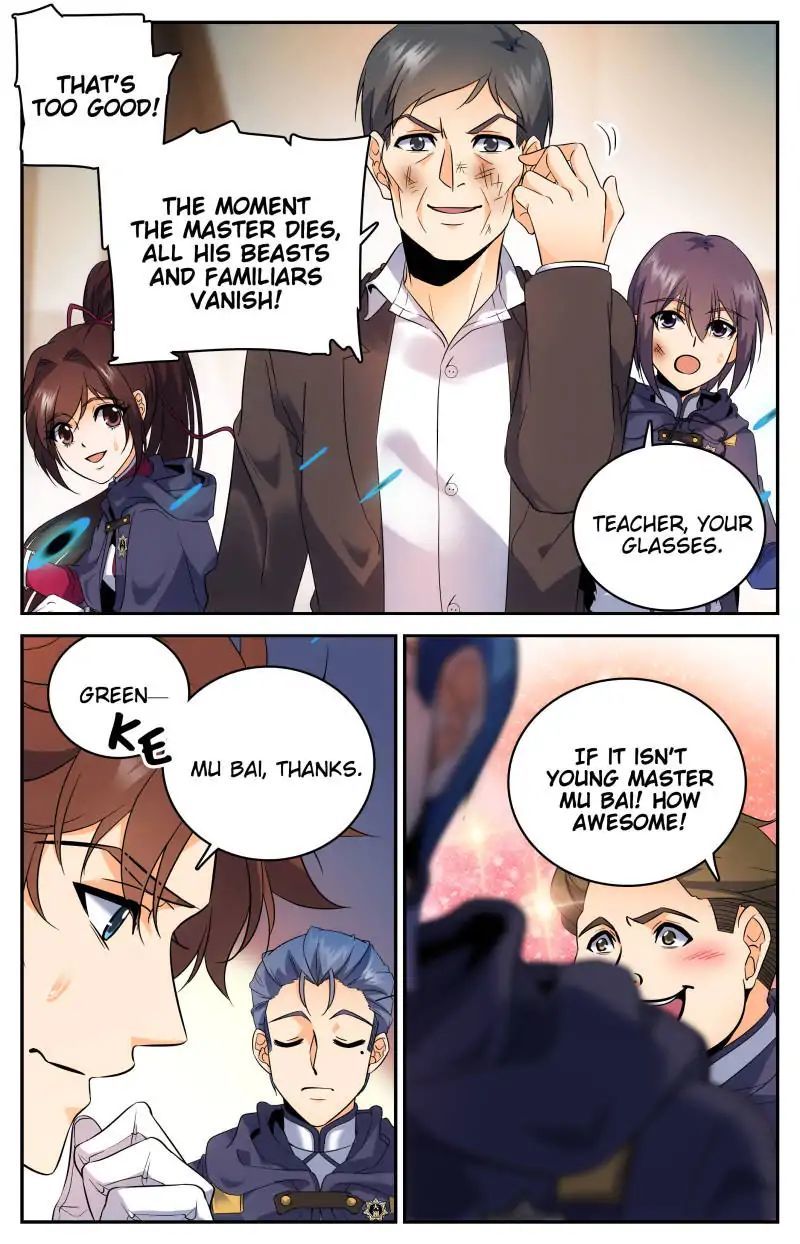 THAT'S
TOO GOOD!
THE MOMENT
THE MASTER DIES,
ALL HIS BEASTS
AND FAMILIARS
VANISH!
TEACHER, YOUR
GLASSES.
GREEN—
KE
MU BAI, THANKS.
IF IT ISN'T
YOUNG MASTER
MU BAI! HOW
AWESOME!